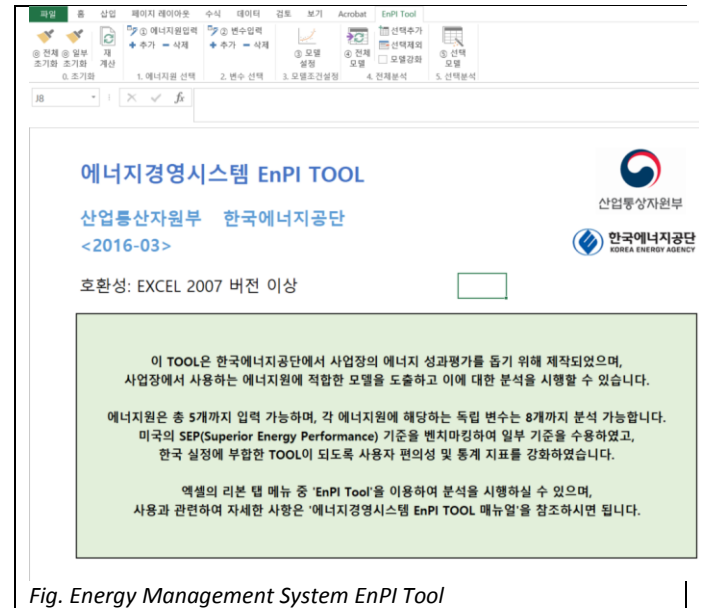 파일 홈 삽입 페이지 레이아웃 수식 데이터 검토 보기 Acrobat EnPI Tool
◎ 전체 초기화 ◎ 일부 초기화 재 계산
① 에너지원입력
추가 삭제
② 변수입력
추가 삭제
③ 모델 설정
④ 전체 모델
선택추가
선택제외
모델강화
⑤ 선택 모델
0. 초기화 1. 에너지원 선택 2. 변수 선택 3. 모델조건설정 4. 전체분석 5. 선택분석
J8 fx
에너지경영시스템 EnPI TOOL
산업통산자원부 한국에너지공단
<2016-03>
산업통상자원부
한국에너지공단
KOREA ENERGY AGENCY
호환성: EXCEL 2007 버전 이상
이 TOOL은 한국에너지공단에서 사업장의 에너지 성과평가를 돕기 위해 제작되었으며,
사업장에서 사용하는 에너지원에 적합한 모델을 도출하고 이에 대한 분석을 시행할 수 있습니다.
에너지원은 총 5개까지 입력 가능하며, 각 에너지원에 해당하는 독립 변수는 8개까지 분석 가능합니다.
미국의 SEP(Superior Energy Performance) 기준을 벤치마킹하여 일부 기준을 수용하였고,
한국 실정에 부합한 TOOL이 되도록 사용자 편의성 및 통계 지표를 강화하였습니다.
엑셀의 리본 탭 메뉴 중 'EnPI Tool'을 이용하여 분석을 시행하실 수 있으며,
사용과 관련하여 자세한 사항은 '에너지경영시스템 EnPI TOOL 매뉴얼'을 참조하시면 됩니다.
Fig. Energy Management System EnPI Tool